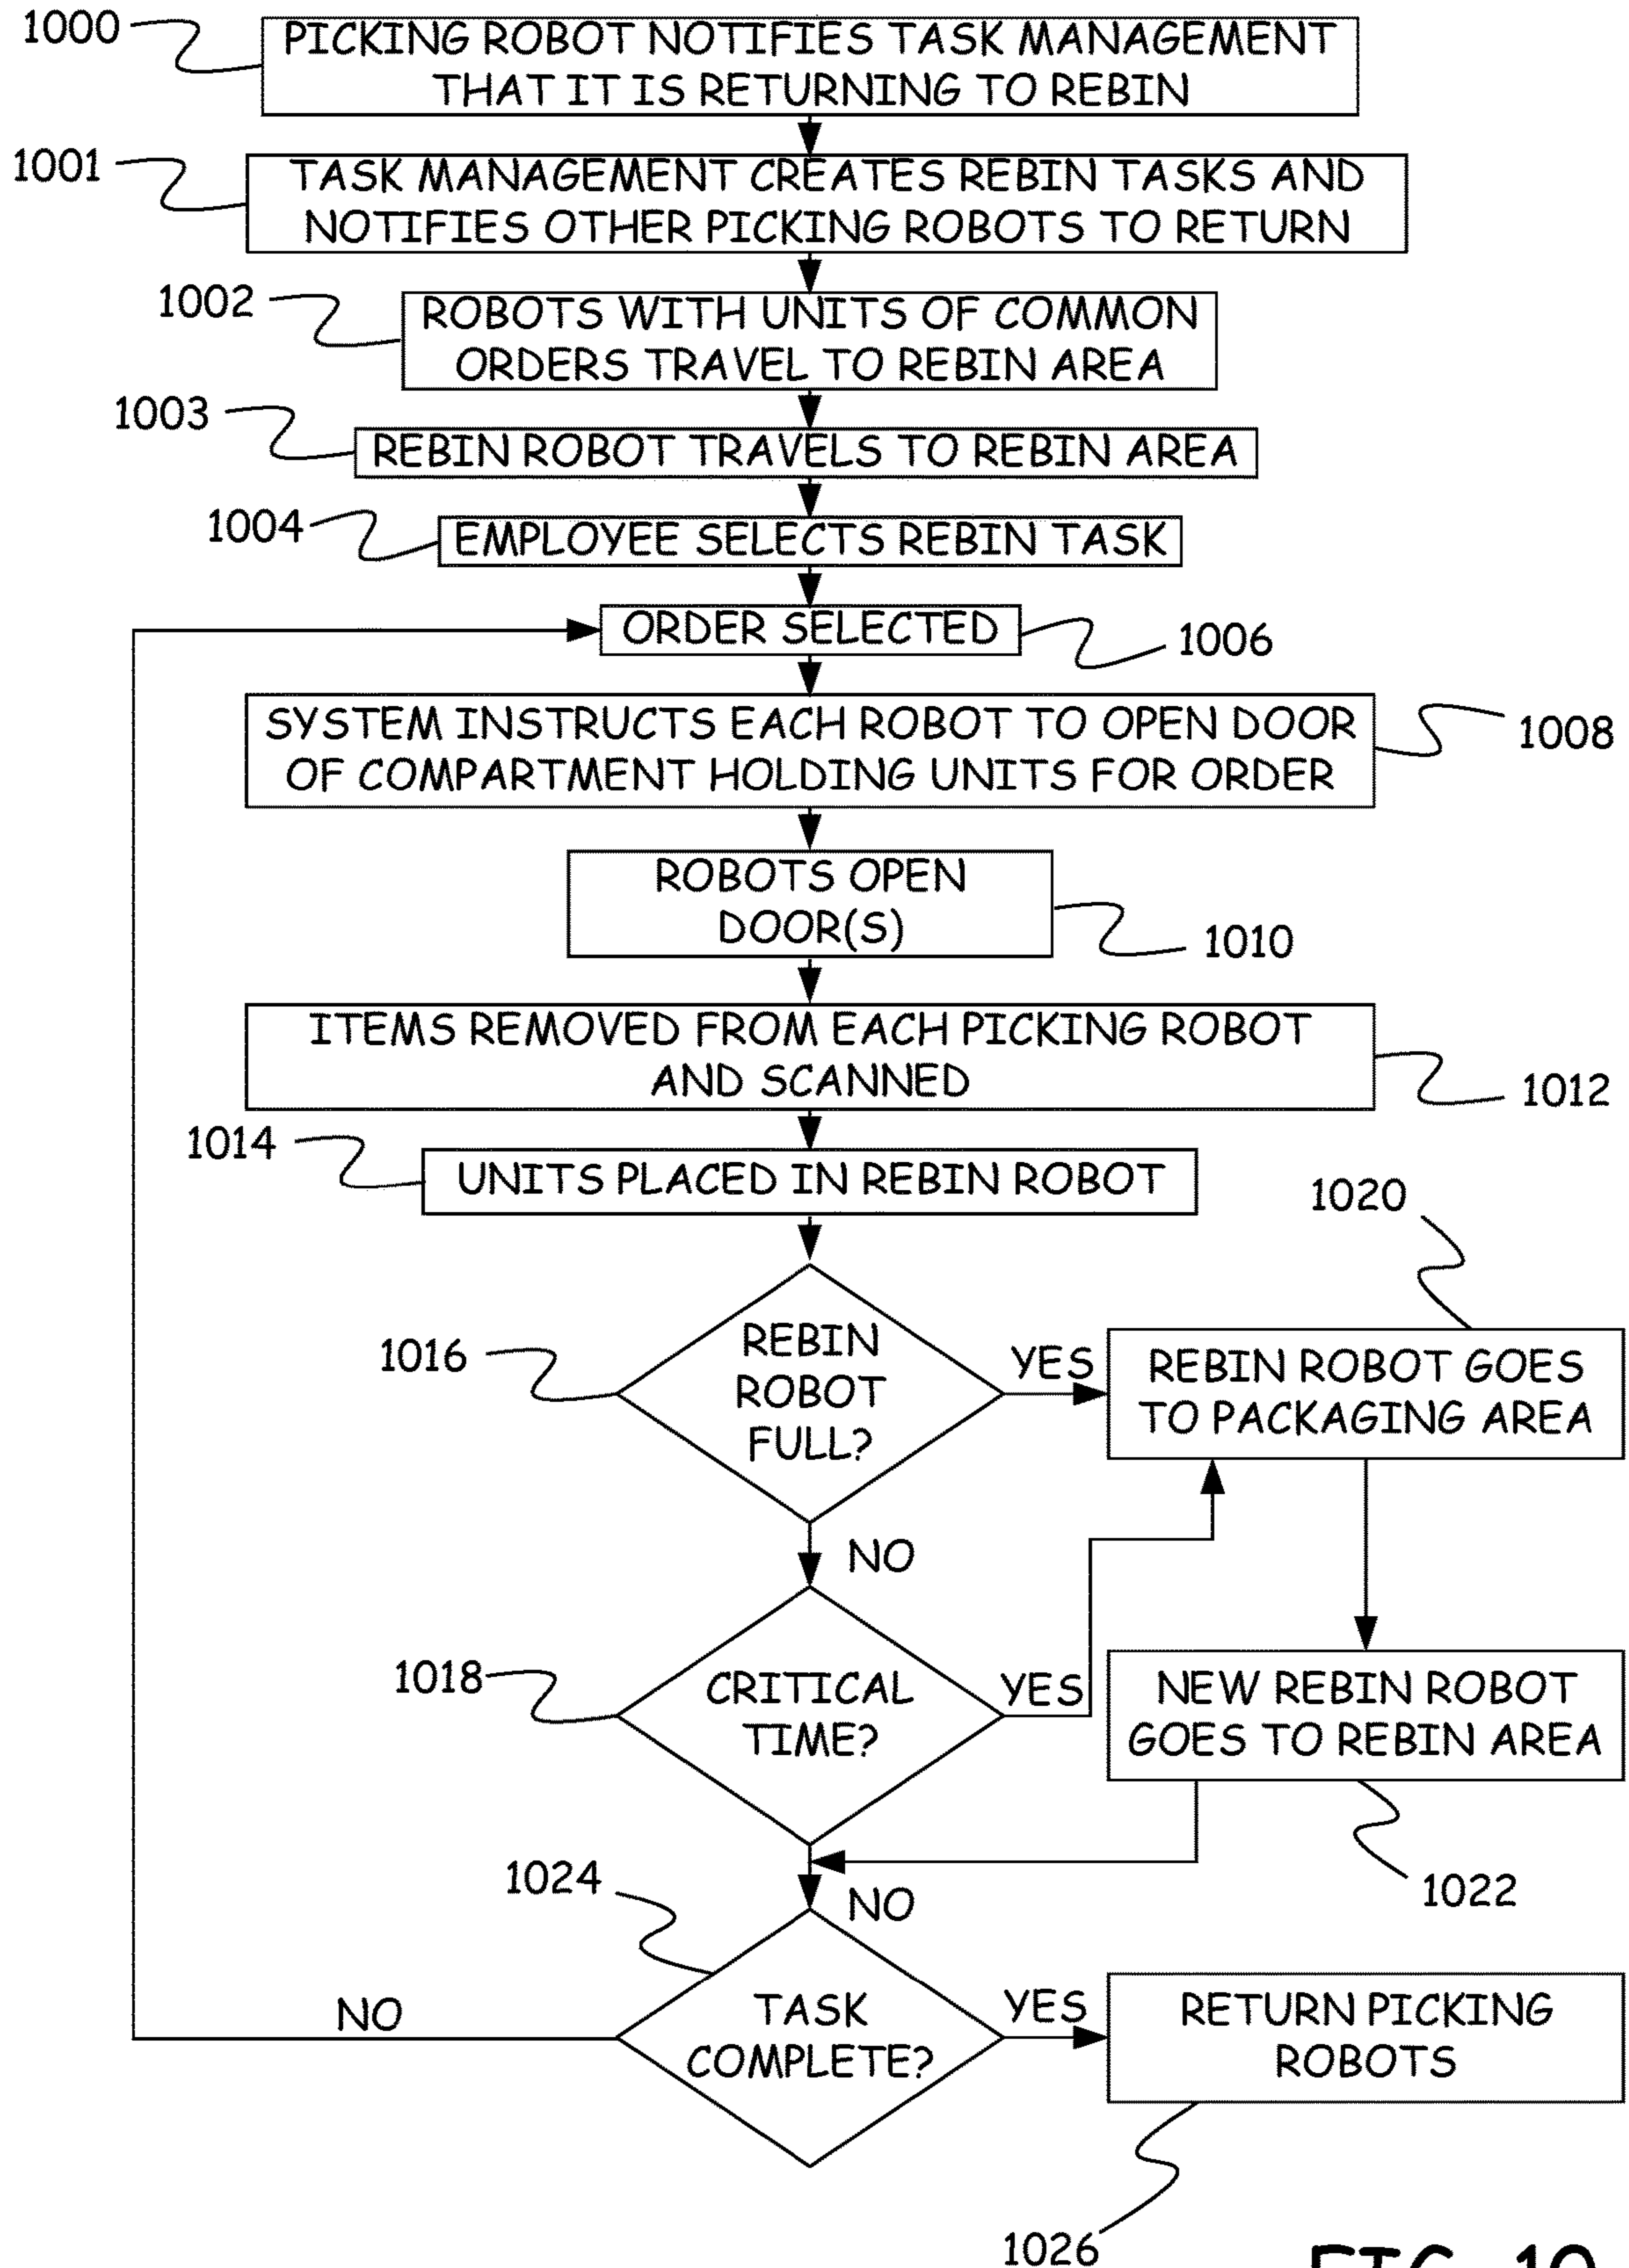 1000
PICKING ROBOT NOTIFIES TASK MANAGEMENT
THAT IT IS RETURNING TO REBIN
1001
TASK MANAGEMENT CREATES REBIN TASKS AND
NOTIFIES OTHER PICKING ROBOTS TO RETURN
1002
ROBOTS WITH UNITS OF COMMON
ORDERS TRAVEL TO REBIN AREA
1003
REBIN ROBOT TRAVELS TO REBIN AREA
1004
EMPLOYEE SELECTS REBIN TASK
ORDER SELECTED
1006
SYSTEM INSTRUCTS EACH ROBOT TO OPEN DOOR
OF COMPARTMENT HOLDING UNITS FOR ORDER
1008
ROBOTS OPEN
DOOR(S)
1010
ITEMS REMOVED FROM EACH PICKING ROBOT
AND SCANNED
1012
1014
UNITS PLACED IN REBIN ROBOT
1016
REBIN
ROBOT
FULL?
YES
1020
REBIN ROBOT GOES
TO PACKAGING AREA
NO
1018
CRITICAL
TIME?
YES
NEW REBIN ROBOT
GOES TO REBIN AREA
1022
NO
1024
TASK
COMPLETE?
NO
YES
RETURN PICKING
ROBOTS
1026
FIG. 10